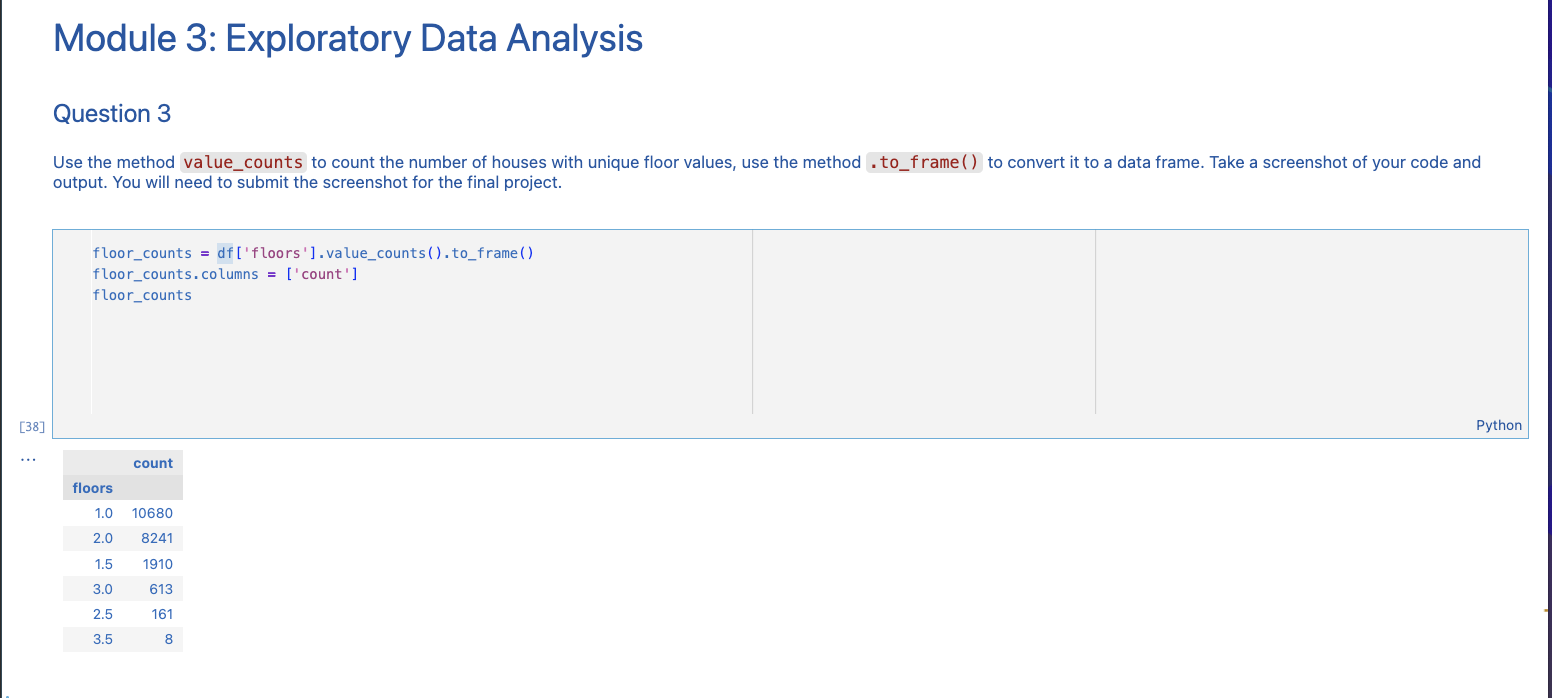 Module 3: Exploratory Data Analysis
Question 3
Use the method value_counts to count the number of houses with unique floor values, use the method .to_frame() to convert it to a data frame. Take a screenshot of your code and
output. You will need to submit the screenshot for the final project.
floor_counts = df['floors'].value_counts().to_frame()
floor_counts.columns = ['count']
floor_counts
[38]
Python
...
count
floors
1.0 10680
2.0 8241
1.5 1910
3.0 613
2.5 161
3.5 8